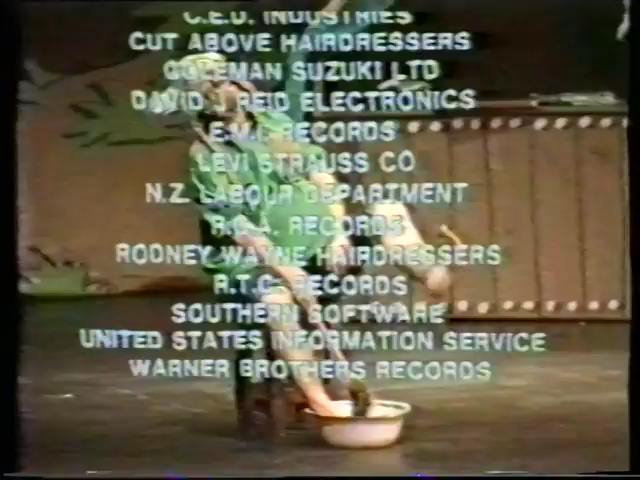 C.E.D. INDUSTRIES
CUT ABOVE HAIRDRESSERS
COLEMAN SUZUKI LTD
DAVID J REID ELECTRONICS
E.M.I. RECORDS
LEVI STRAUSS CO
N.Z. LABOUR DEPARTMENT
R.C.A. RECORDS
RODNEY WAYNE HAIRDRESSERS
R.T.C. RECORDS
SOUTHERN SOFTWARE
UNITED STATES INFORMATION SERVICE
WARNER BROTHERS RECORDS